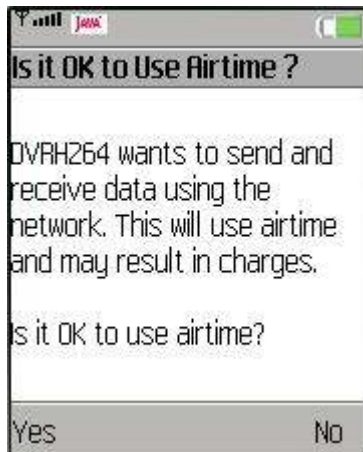 Java
Is it OK to Use Airtime ?
DVRH264 wants to send and
receive data using the
network. This will use airtime
and may result in charges.
Is it OK to use airtime?
Yes No